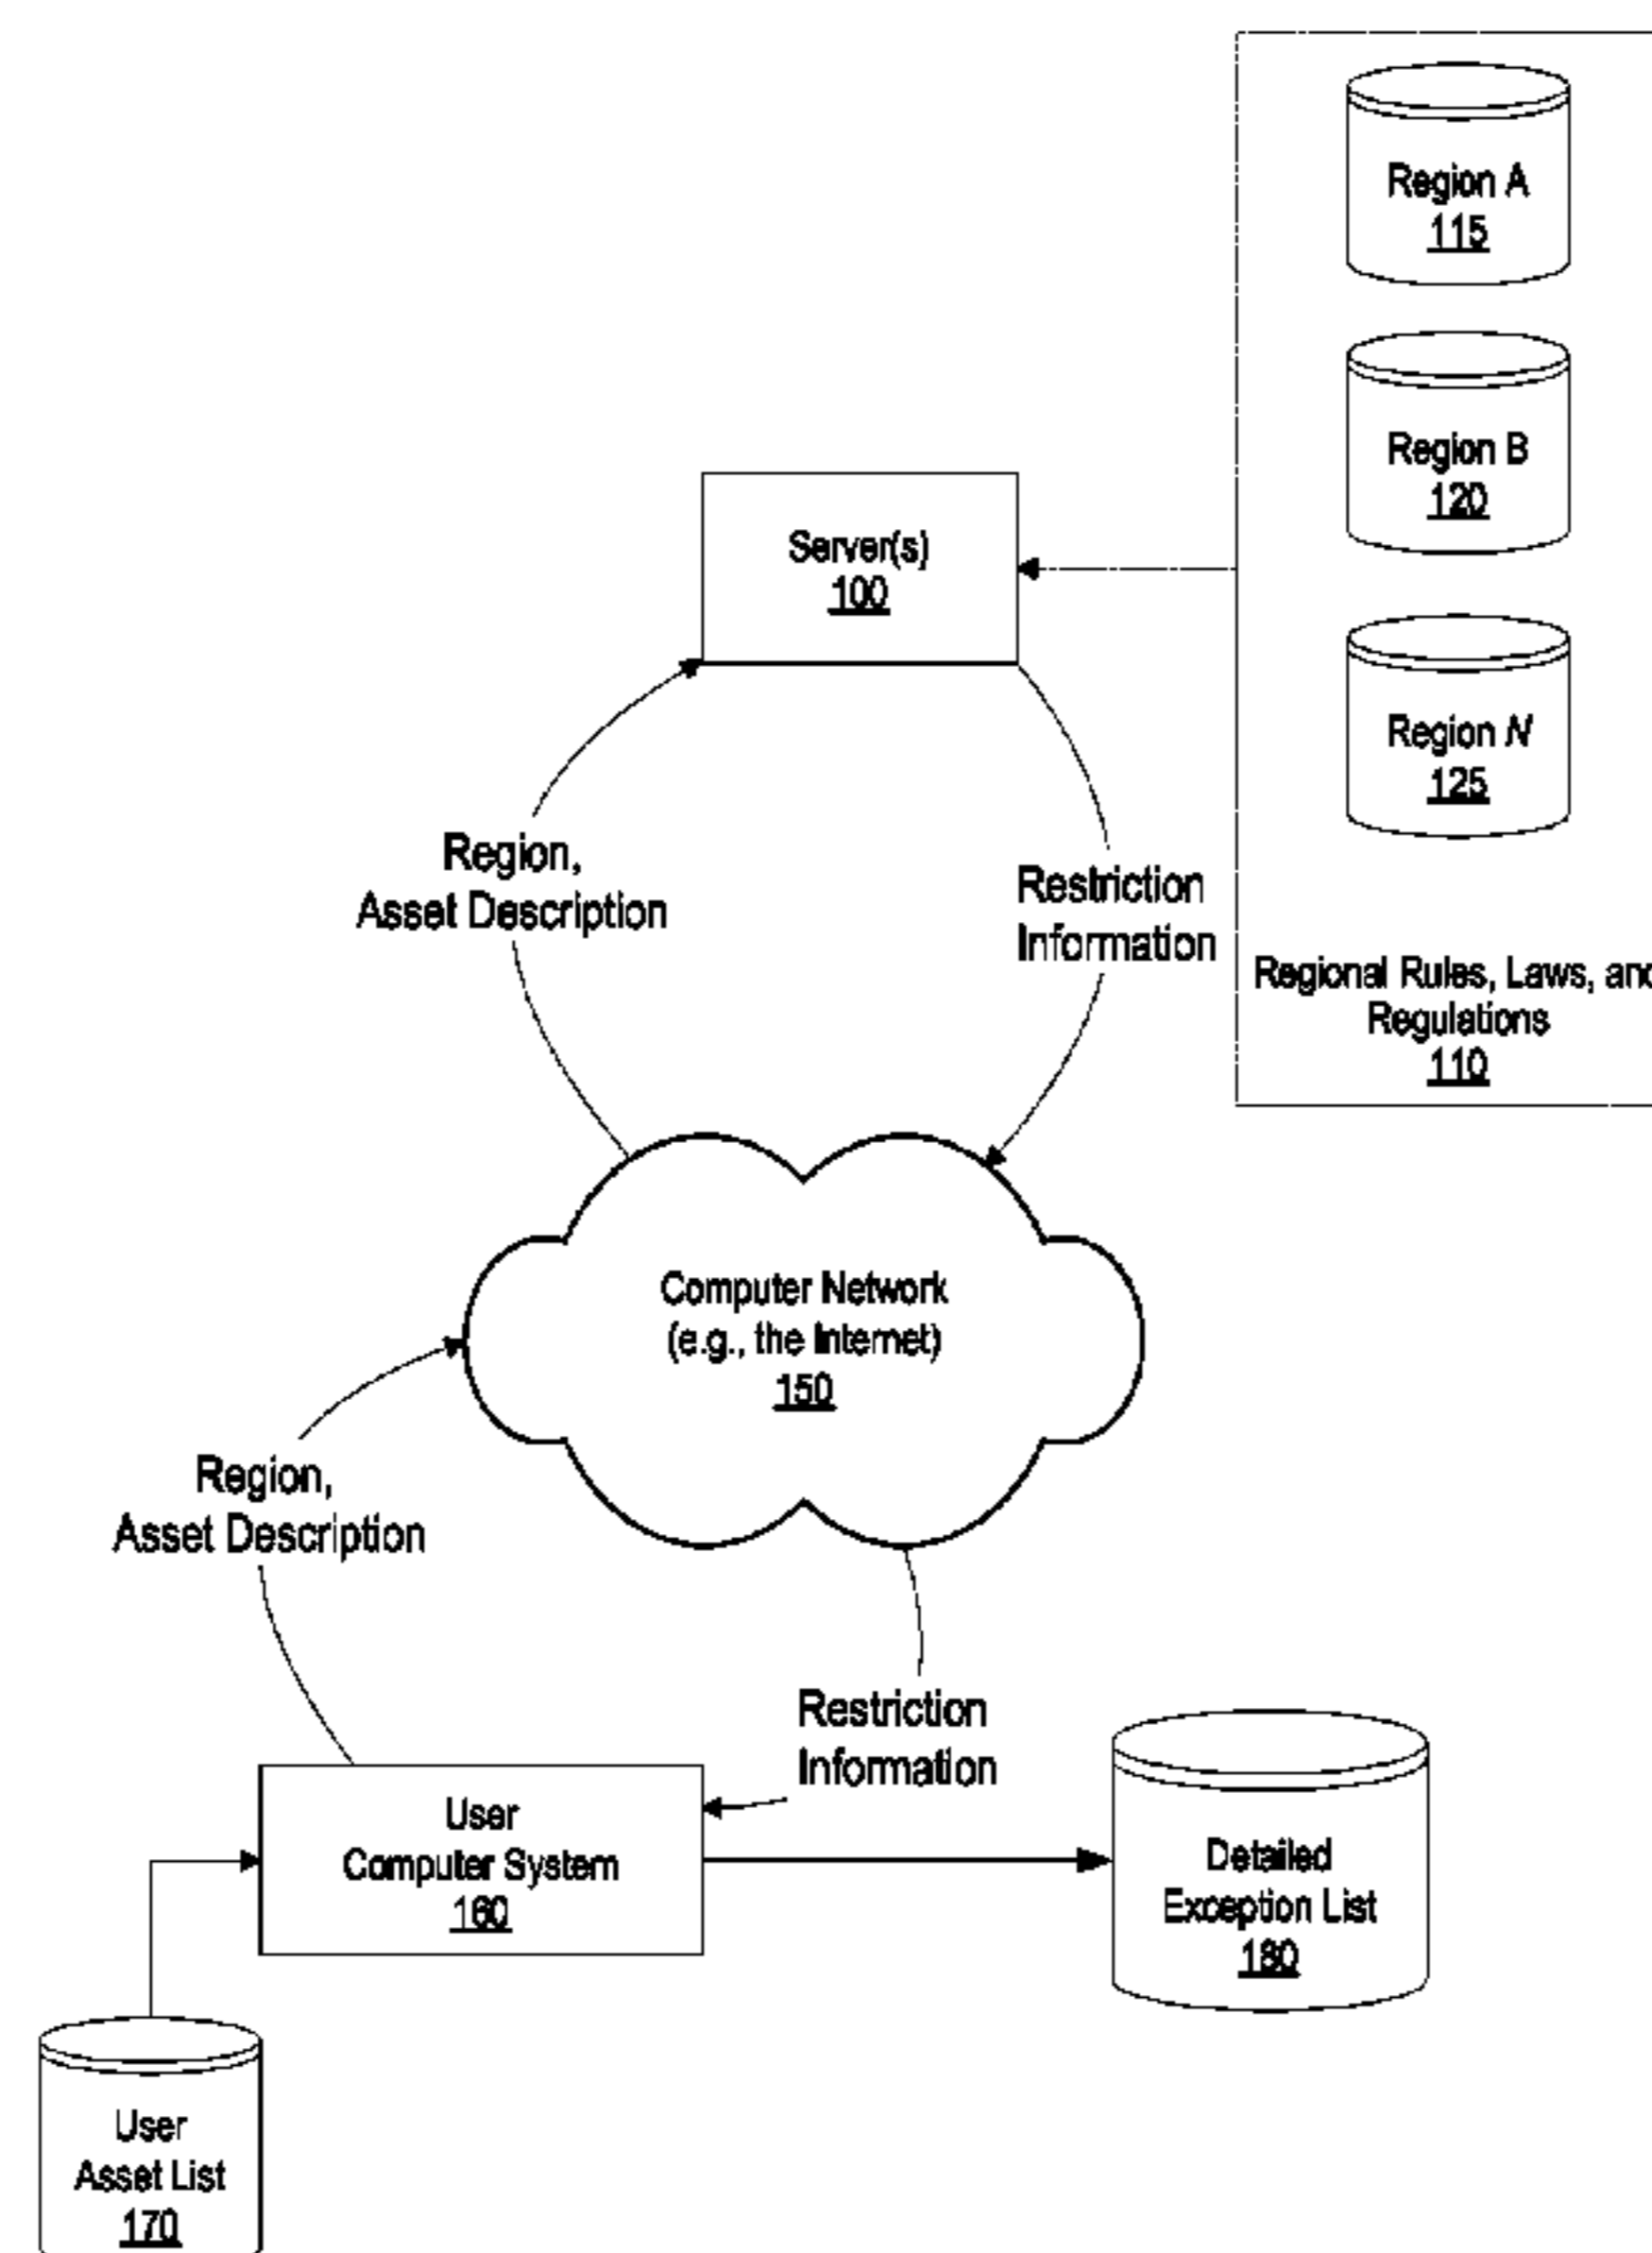 Region A
115
Region B
120
Server(s)
100
Region N
125
Region,
Asset Description
Restriction
Information
Regional Rules, Laws, and
Regulations
110
Computer Network
(e.g., the Internet)
150
Region,
Asset Description
Restriction
Information
User
Computer System
160
Detailed
Exception List
180
User
Asset List
170